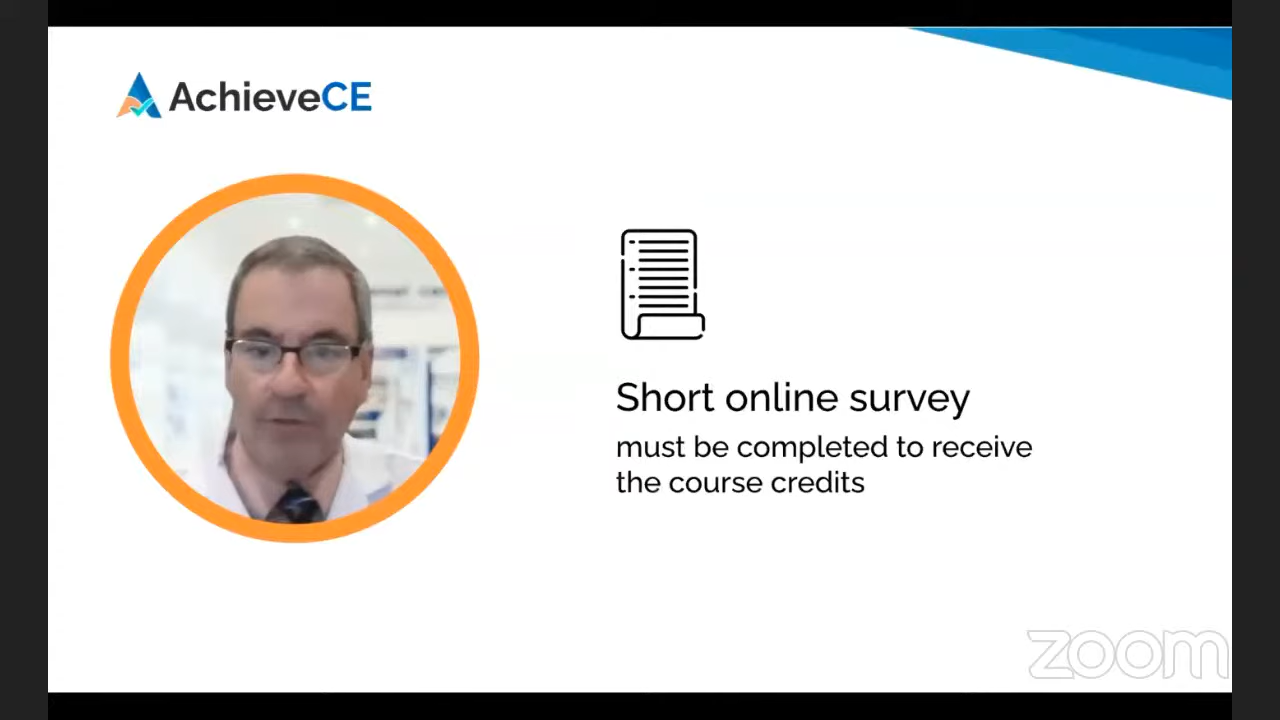 AchieveCE
Short online survey
must be completed to receive
the course credits
zoom